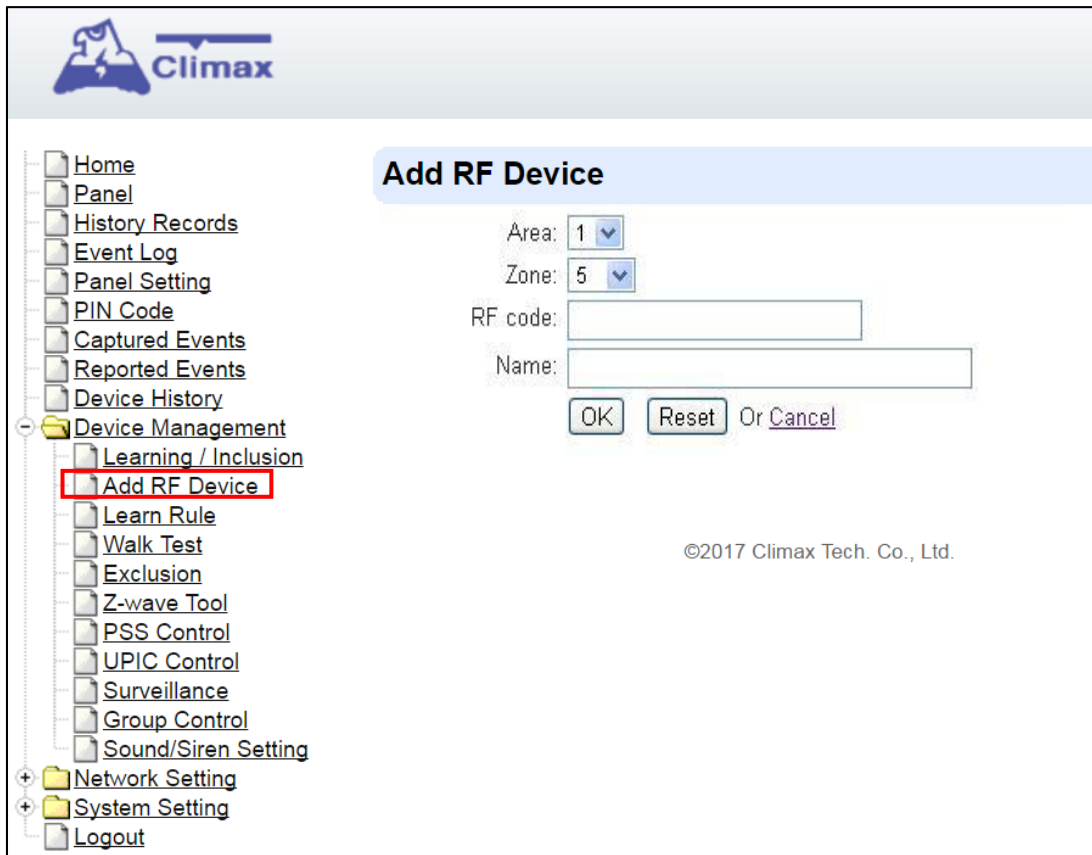 Climax
Home
Panel
History Records
Event Log
Panel Setting
PIN Code
Captured Events
Reported Events
Device History
Device Management
Learning / Inclusion
Add RF Device
Learn Rule
Walk Test
Exclusion
Z-wave Tool
PSS Control
UPIC Control
Surveillance
Group Control
Sound/Siren Setting
Network Setting
System Setting
Logout
Add RF Device
Area: 1
Zone: 5
RF code:
Name:
OK Reset Or Cancel
©2017 Climax Tech. Co., Ltd.